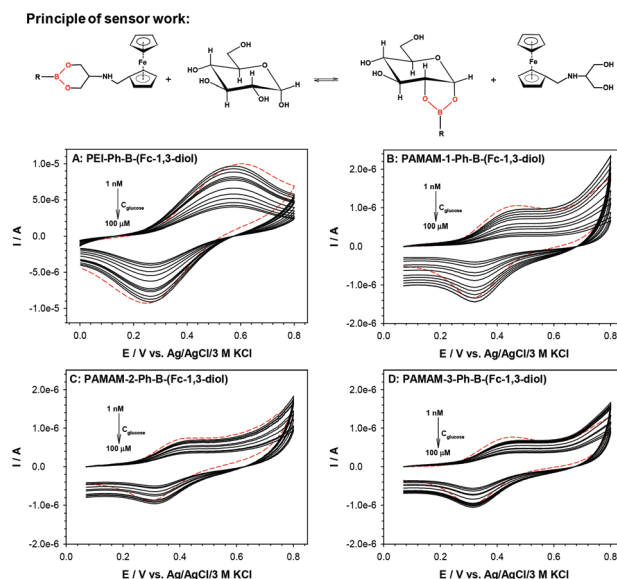 Principle of sensor work:
Fe
R B O O NH + H HO HO H H HO H OH H OH ⇌ H HO HO H H H O O B R + Fe NH OH OH
A: PEI-Ph-B-(Fc-1,3-diol)
1 nM
C glucose
100 µM
1.0e-5
5.0e-6
0.0
-5.0e-6
-1.0e-5
I / A
0.0 0.2 0.4 0.6 0.8
E / V vs. Ag/AgCl/3 M KCl
B: PAMAM-1-Ph-B-(Fc-1,3-diol)
1 nM
C glucose
100 µM
2.0e-6
1.0e-6
0.0
-1.0e-6
-2.0e-6
I / A
0.0 0.2 0.4 0.6 0.8
E / V vs. Ag/AgCl/3 M KCl
C: PAMAM-2-Ph-B-(Fc-1,3-diol)
1 nM
C glucose
100 µM
2.0e-6
1.0e-6
0.0
-1.0e-6
-2.0e-6
I / A
0.0 0.2 0.4 0.6 0.8
E / V vs. Ag/AgCl/3 M KCl
D: PAMAM-3-Ph-B-(Fc-1,3-diol)
1 nM
C glucose
100 µM
2.0e-6
1.0e-6
0.0
-1.0e-6
-2.0e-6
I / A
0.0 0.2 0.4 0.6 0.8
E / V vs. Ag/AgCl/3 M KCl